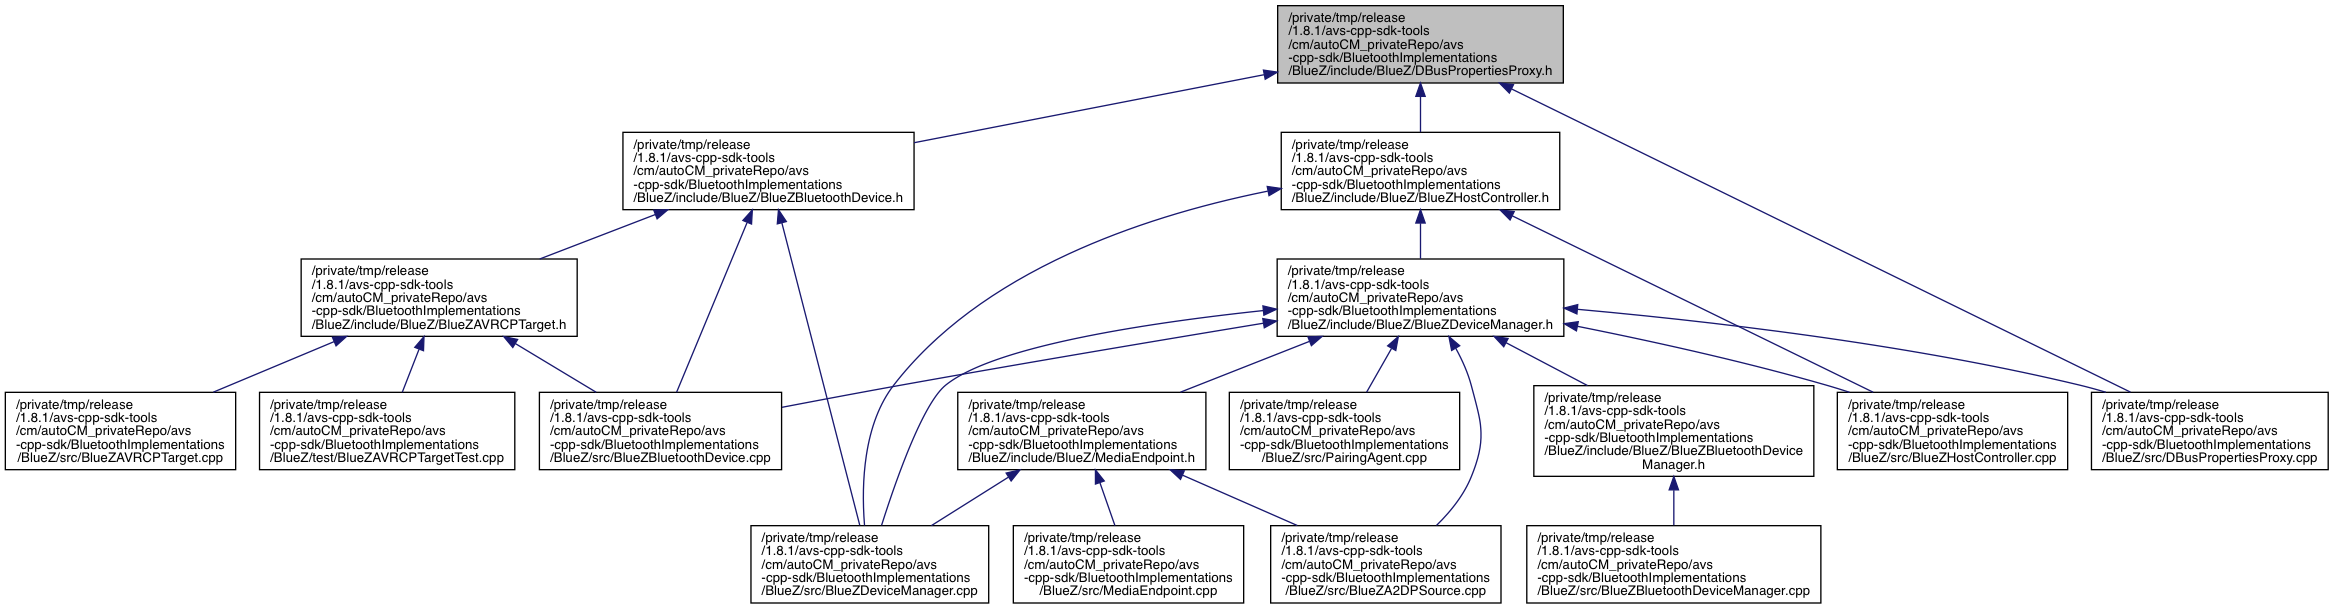 /private/tmp/release
/1.8.1/avs-cpp-sdk-tools
/cm/autoCM_privateRepo/avs
-cpp-sdk/BluetoothImplementations
/BlueZ/include/BlueZ/DBusPropertiesProxy.h
/private/tmp/release
/1.8.1/avs-cpp-sdk-tools
/cm/autoCM_privateRepo/avs
-cpp-sdk/BluetoothImplementations
/BlueZ/include/BlueZ/BlueZBluetoothDevice.h
/private/tmp/release
/1.8.1/avs-cpp-sdk-tools
/cm/autoCM_privateRepo/avs
-cpp-sdk/BluetoothImplementations
/BlueZ/include/BlueZ/BlueZHostController.h
/private/tmp/release
/1.8.1/avs-cpp-sdk-tools
/cm/autoCM_privateRepo/avs
-cpp-sdk/BluetoothImplementations
/BlueZ/include/BlueZ/BlueZAVRCPTarget.h
/private/tmp/release
/1.8.1/avs-cpp-sdk-tools
/cm/autoCM_privateRepo/avs
-cpp-sdk/BluetoothImplementations
/BlueZ/include/BlueZ/BlueZDeviceManager.h
/private/tmp/release
/1.8.1/avs-cpp-sdk-tools
/cm/autoCM_privateRepo/avs
-cpp-sdk/BluetoothImplementations
/BlueZ/src/BlueZAVRCPTarget.cpp
/private/tmp/release
/1.8.1/avs-cpp-sdk-tools
/cm/autoCM_privateRepo/avs
-cpp-sdk/BluetoothImplementations
/BlueZ/test/BlueZAVRCPTargetTest.cpp
/private/tmp/release
/1.8.1/avs-cpp-sdk-tools
/cm/autoCM_privateRepo/avs
-cpp-sdk/BluetoothImplementations
/BlueZ/src/BlueZBluetoothDevice.cpp
/private/tmp/release
/1.8.1/avs-cpp-sdk-tools
/cm/autoCM_privateRepo/avs
-cpp-sdk/BluetoothImplementations
/BlueZ/include/BlueZ/MediaEndpoint.h
/private/tmp/release
/1.8.1/avs-cpp-sdk-tools
/cm/autoCM_privateRepo/avs
-cpp-sdk/BluetoothImplementations
/BlueZ/src/PairingAgent.cpp
/private/tmp/release
/1.8.1/avs-cpp-sdk-tools
/cm/autoCM_privateRepo/avs
-cpp-sdk/BluetoothImplementations
/BlueZ/include/BlueZ/BlueZBluetoothDevice
Manager.h
/private/tmp/release
/1.8.1/avs-cpp-sdk-tools
/cm/autoCM_privateRepo/avs
-cpp-sdk/BluetoothImplementations
/BlueZ/src/BlueZHostController.cpp
/private/tmp/release
/1.8.1/avs-cpp-sdk-tools
/cm/autoCM_privateRepo/avs
-cpp-sdk/BluetoothImplementations
/BlueZ/src/DBusPropertiesProxy.cpp
/private/tmp/release
/1.8.1/avs-cpp-sdk-tools
/cm/autoCM_privateRepo/avs
-cpp-sdk/BluetoothImplementations
/BlueZ/src/BlueZDeviceManager.cpp
/private/tmp/release
/1.8.1/avs-cpp-sdk-tools
/cm/autoCM_privateRepo/avs
-cpp-sdk/BluetoothImplementations
/BlueZ/src/MediaEndpoint.cpp
/private/tmp/release
/1.8.1/avs-cpp-sdk-tools
/cm/autoCM_privateRepo/avs
-cpp-sdk/BluetoothImplementations
/BlueZ/src/BlueZA2DPSource.cpp
/private/tmp/release
/1.8.1/avs-cpp-sdk-tools
/cm/autoCM_privateRepo/avs
-cpp-sdk/BluetoothImplementations
/BlueZ/src/BlueZBluetoothDeviceManager.cpp